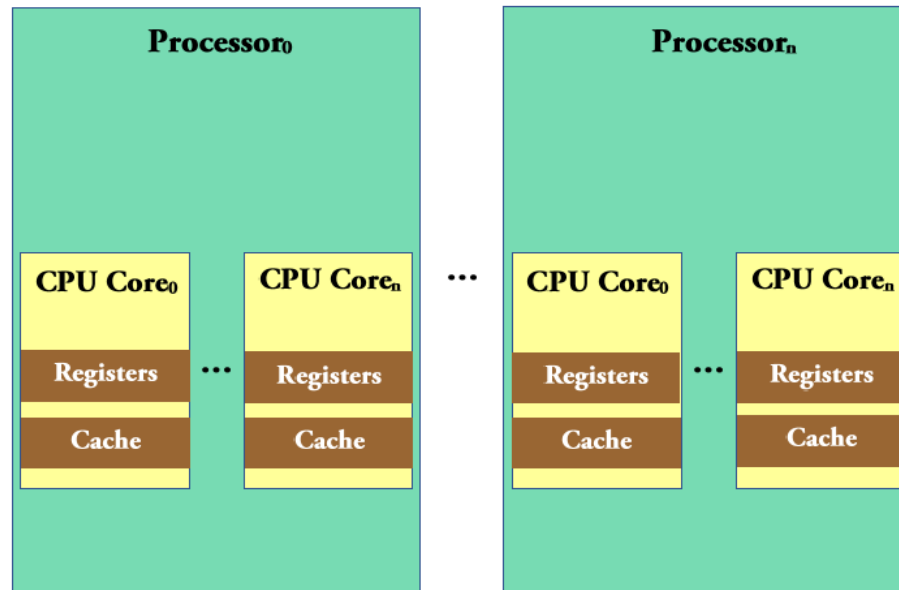 Processor₀
Processorₙ
CPU Core₀
CPU Coreₙ
...
CPU Core₀
CPU Coreₙ
Registers
...
Registers
Registers
...
Registers
Cache
Cache
Cache
Cache